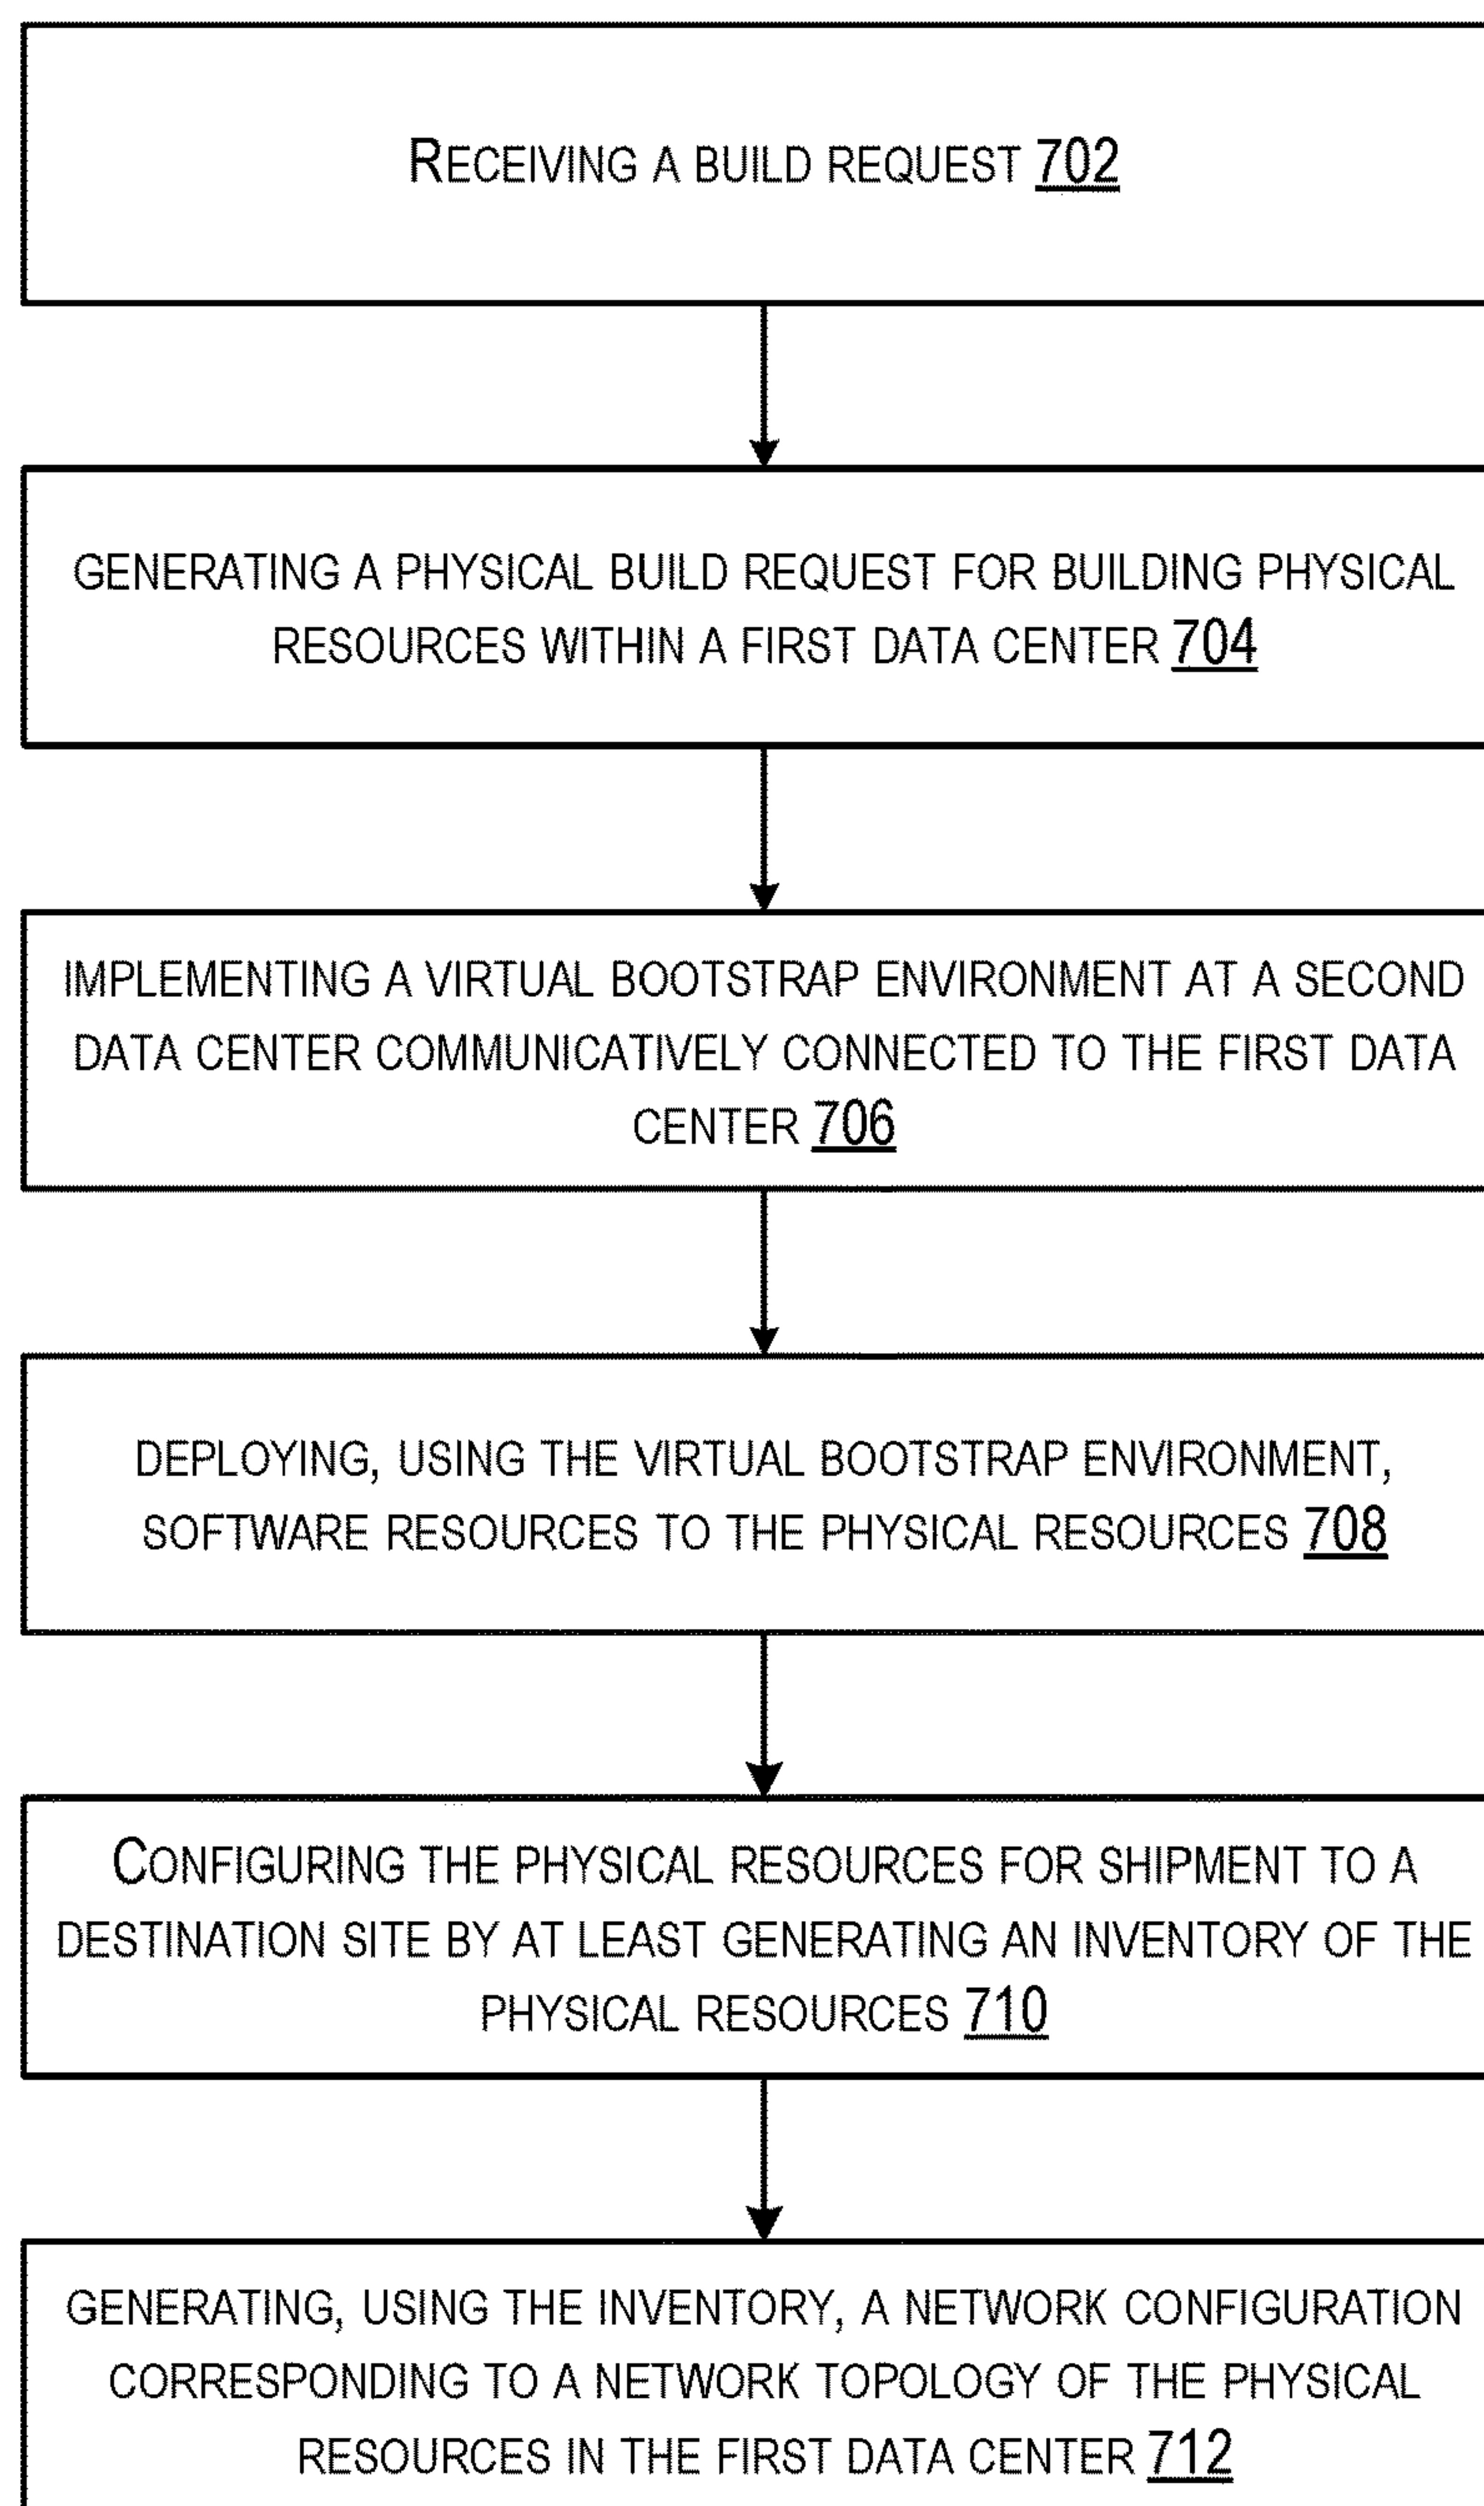 RECEIVING A BUILD REQUEST 702
GENERATING A PHYSICAL BUILD REQUEST FOR BUILDING PHYSICAL
RESOURCES WITHIN A FIRST DATA CENTER 704
IMPLEMENTING A VIRTUAL BOOTSTRAP ENVIRONMENT AT A SECOND
DATA CENTER COMMUNICATIVELY CONNECTED TO THE FIRST DATA
CENTER 706
DEPLOYING, USING THE VIRTUAL BOOTSTRAP ENVIRONMENT,
SOFTWARE RESOURCES TO THE PHYSICAL RESOURCES 708
CONFIGURING THE PHYSICAL RESOURCES FOR SHIPMENT TO A
DESTINATION SITE BY AT LEAST GENERATING AN INVENTORY OF THE
PHYSICAL RESOURCES 710
GENERATING, USING THE INVENTORY, A NETWORK CONFIGURATION
CORRESPONDING TO A NETWORK TOPOLOGY OF THE PHYSICAL
RESOURCES IN THE FIRST DATA CENTER 712